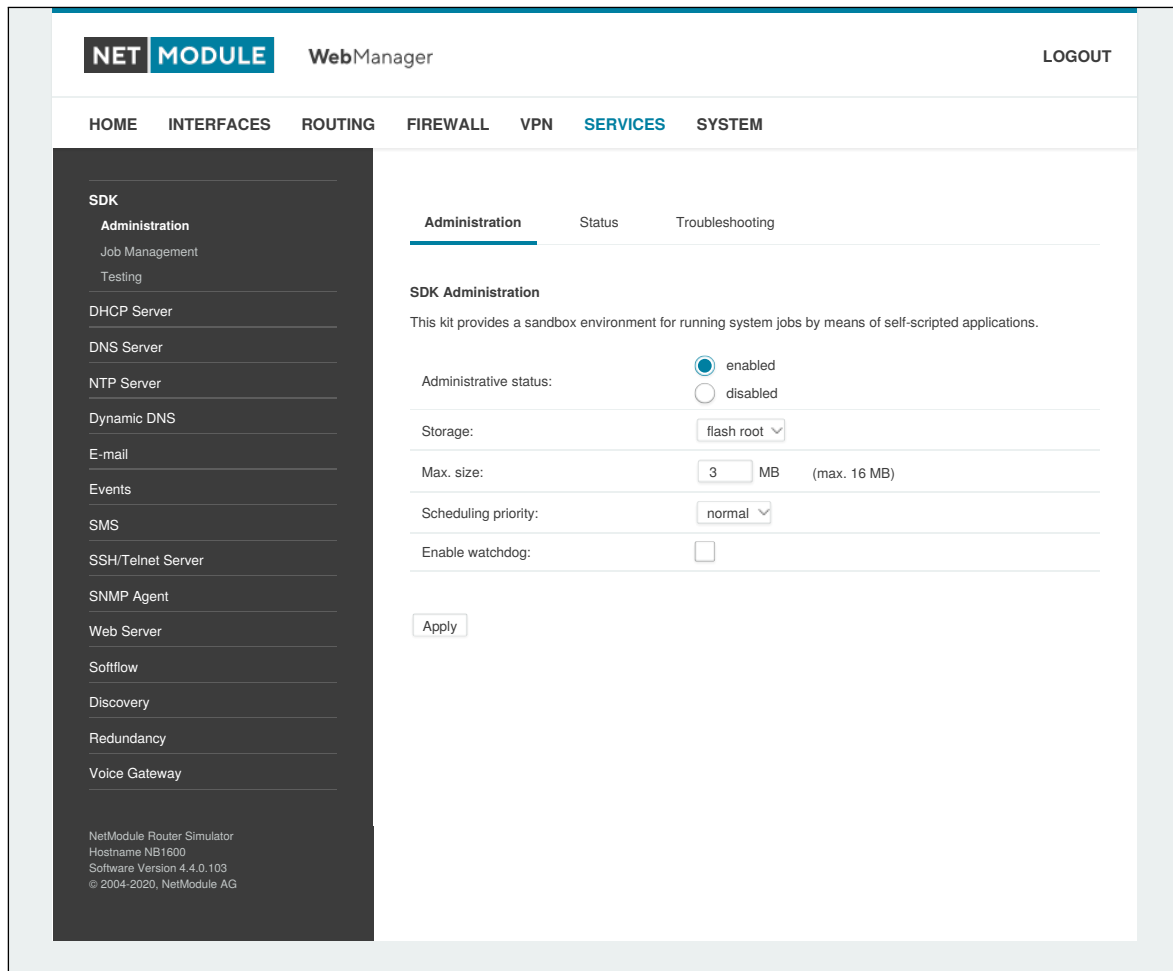 NET MODULE WebManager LOGOUT
HOME INTERFACES ROUTING FIREWALL VPN SERVICES SYSTEM
SDK
Administration
Job Management
Testing
DHCP Server
DNS Server
NTP Server
Dynamic DNS
E-mail
Events
SMS
SSH/Telnet Server
SNMP Agent
Web Server
Softflow
Discovery
Redundancy
Voice Gateway
NetModule Router Simulator
Hostname NB1600
Software Version 4.4.0.103
© 2004-2020, NetModule AG
Administration Status Troubleshooting
SDK Administration
This kit provides a sandbox environment for running system jobs by means of self-scripted applications.
Administrative status:
enabled
disabled
Storage: flash root
Max. size: 3 MB (max. 16 MB)
Scheduling priority: normal
Enable watchdog:
Apply